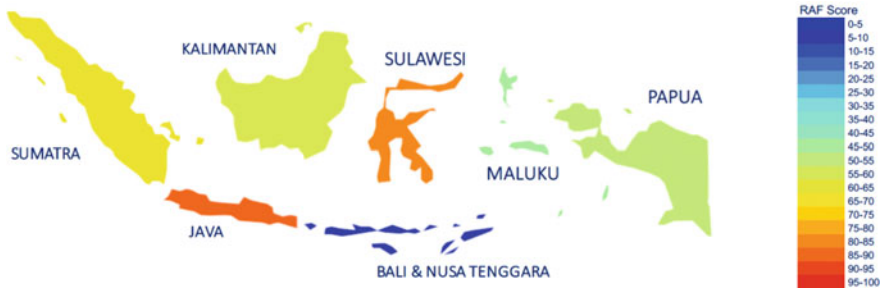 RAF Score
0-5
5-10
10-15
15-20
20-25
25-30
30-35
35-40
40-45
45-50
50-55
55-60
60-65
65-70
70-75
75-80
80-85
85-90
90-95
95-100
KALIMANTAN
SULAWESI
PAPUA
SUMATRA
MALUKU
JAVA
BALI & NUSA TENGGARA